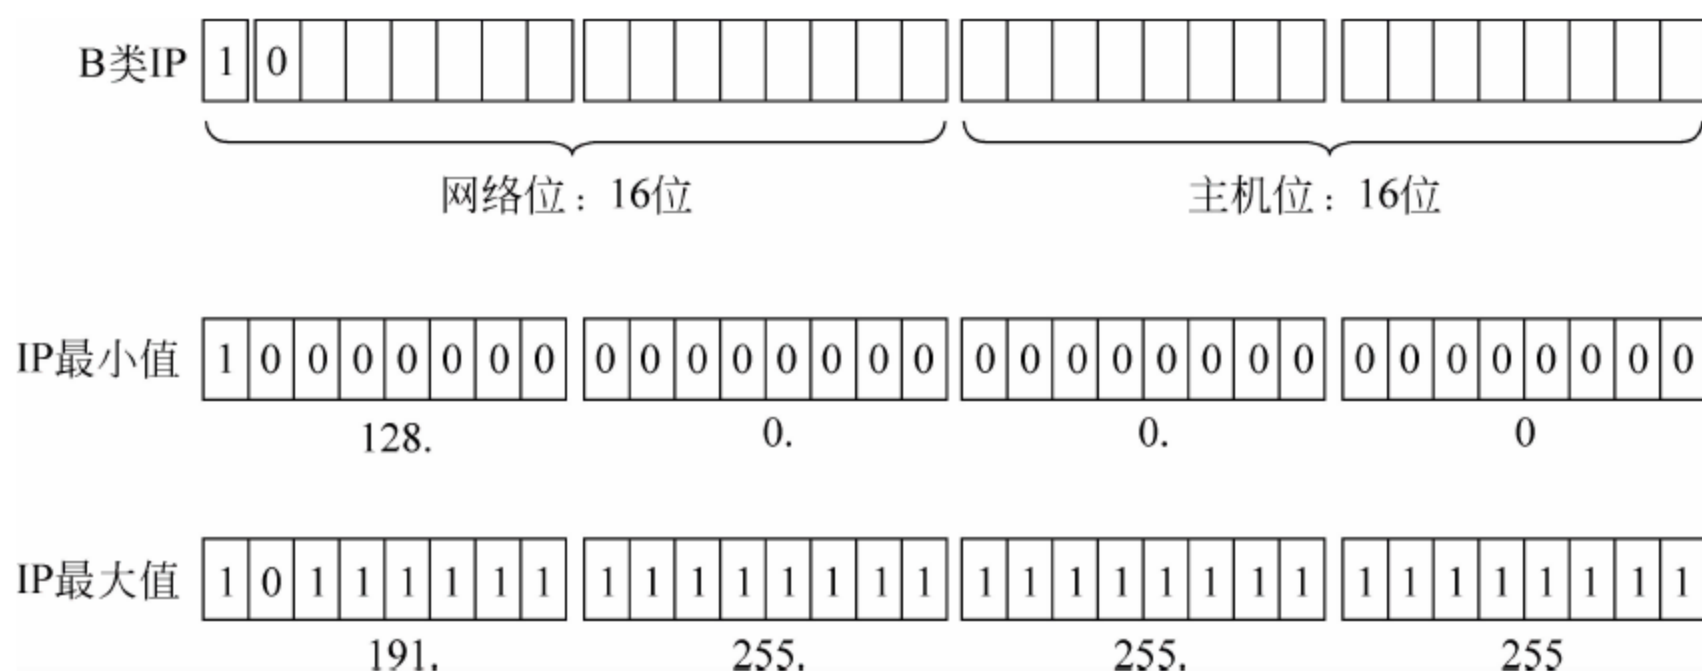 B类IP 1 0
网络位：16位 主机位：16位
IP最小值 1 0 0 0 0 0 0 0 0 0 0 0 0 0 0 0 0 0 0 0 0 0 0 0 0 0 0 0 0 0 0 0
128. 0. 0. 0
IP最大值 1 0 1 1 1 1 1 1 1 1 1 1 1 1 1 1 1 1 1 1 1 1 1 1 1 1 1 1 1 1 1 1
191. 255. 255. 255